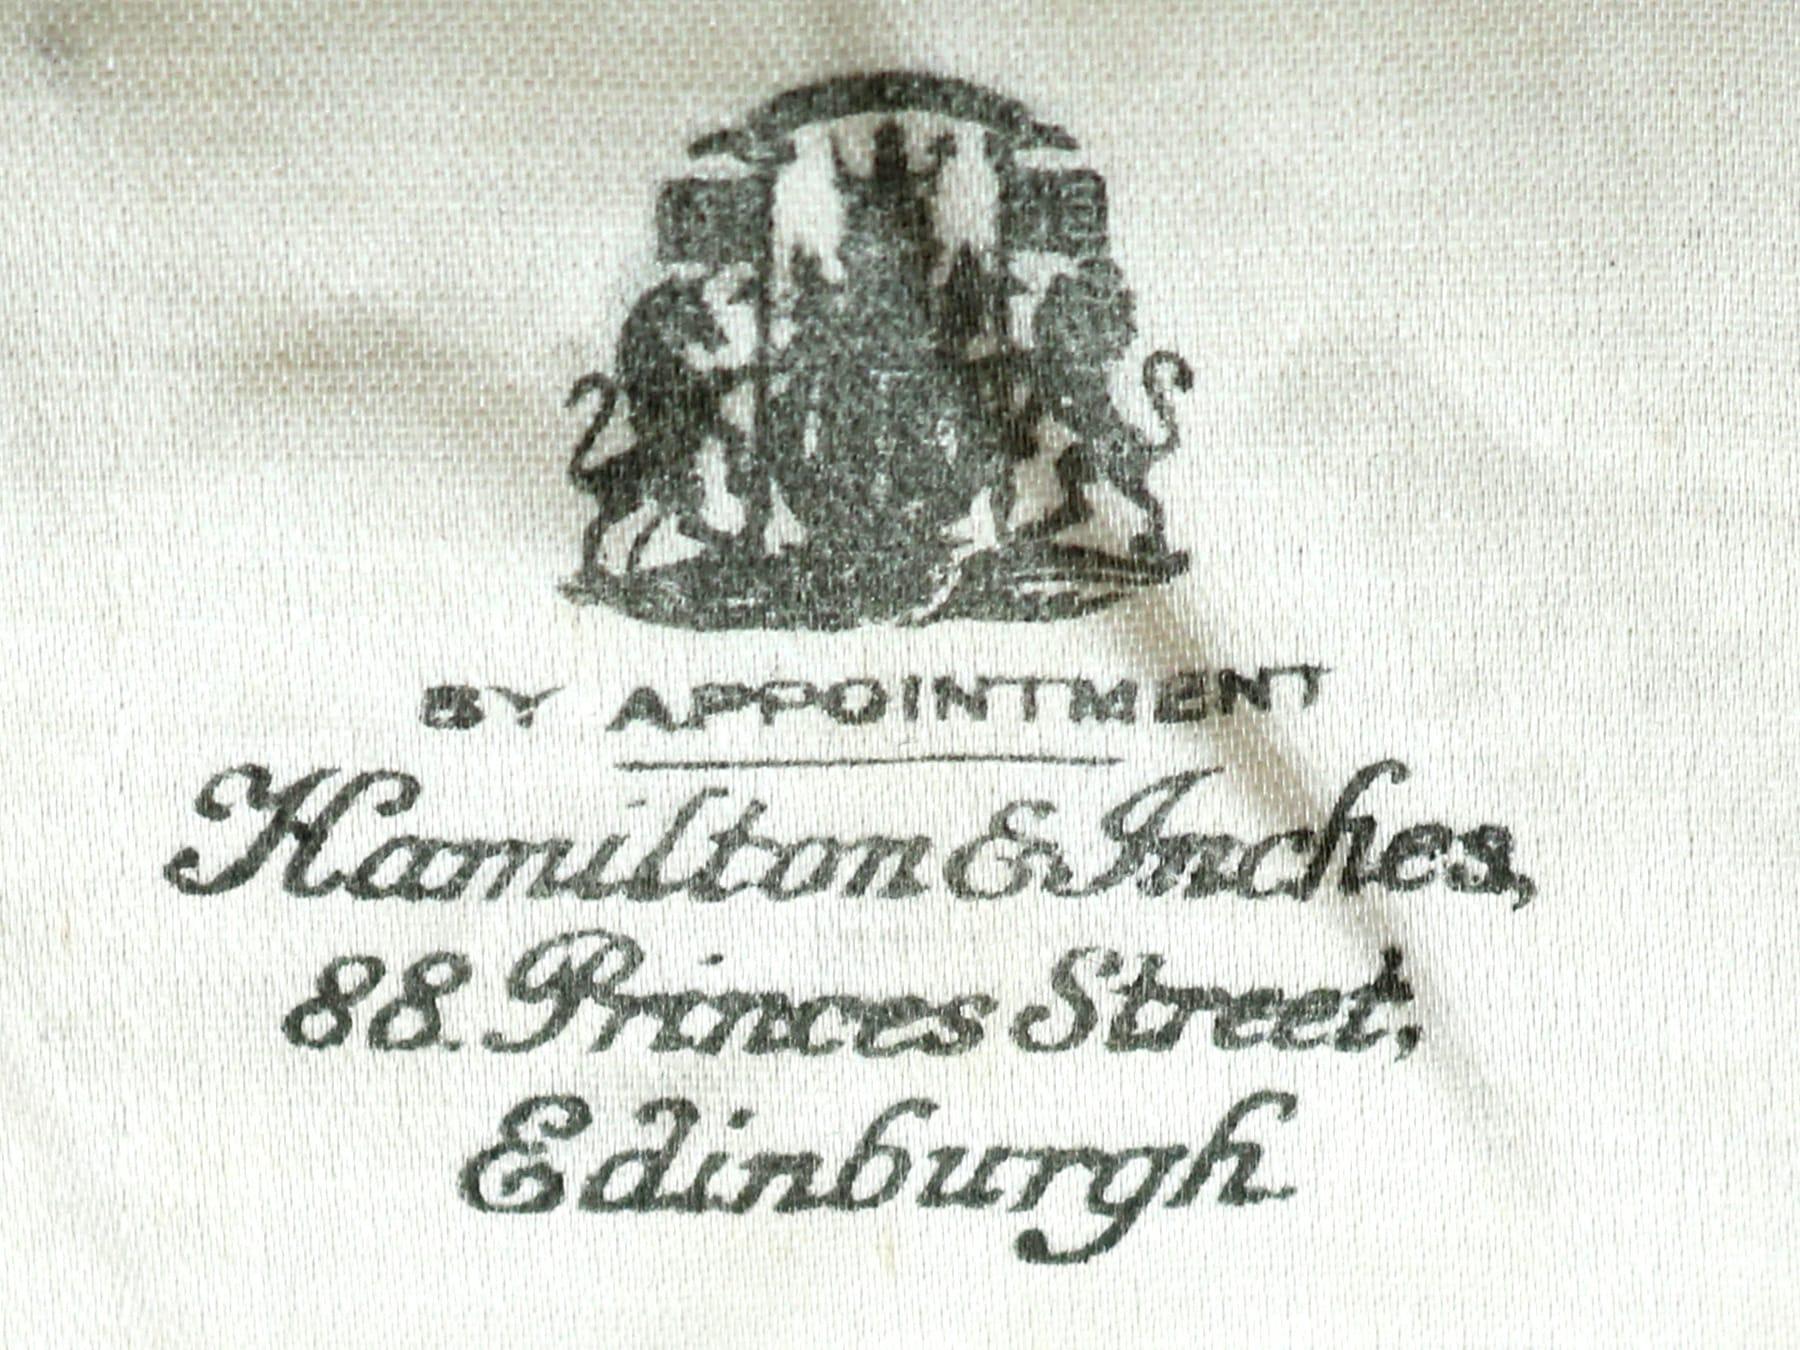 BY APPOINTMENT
Hamilton & Inches,
88. Princes Street,
Edinburgh.